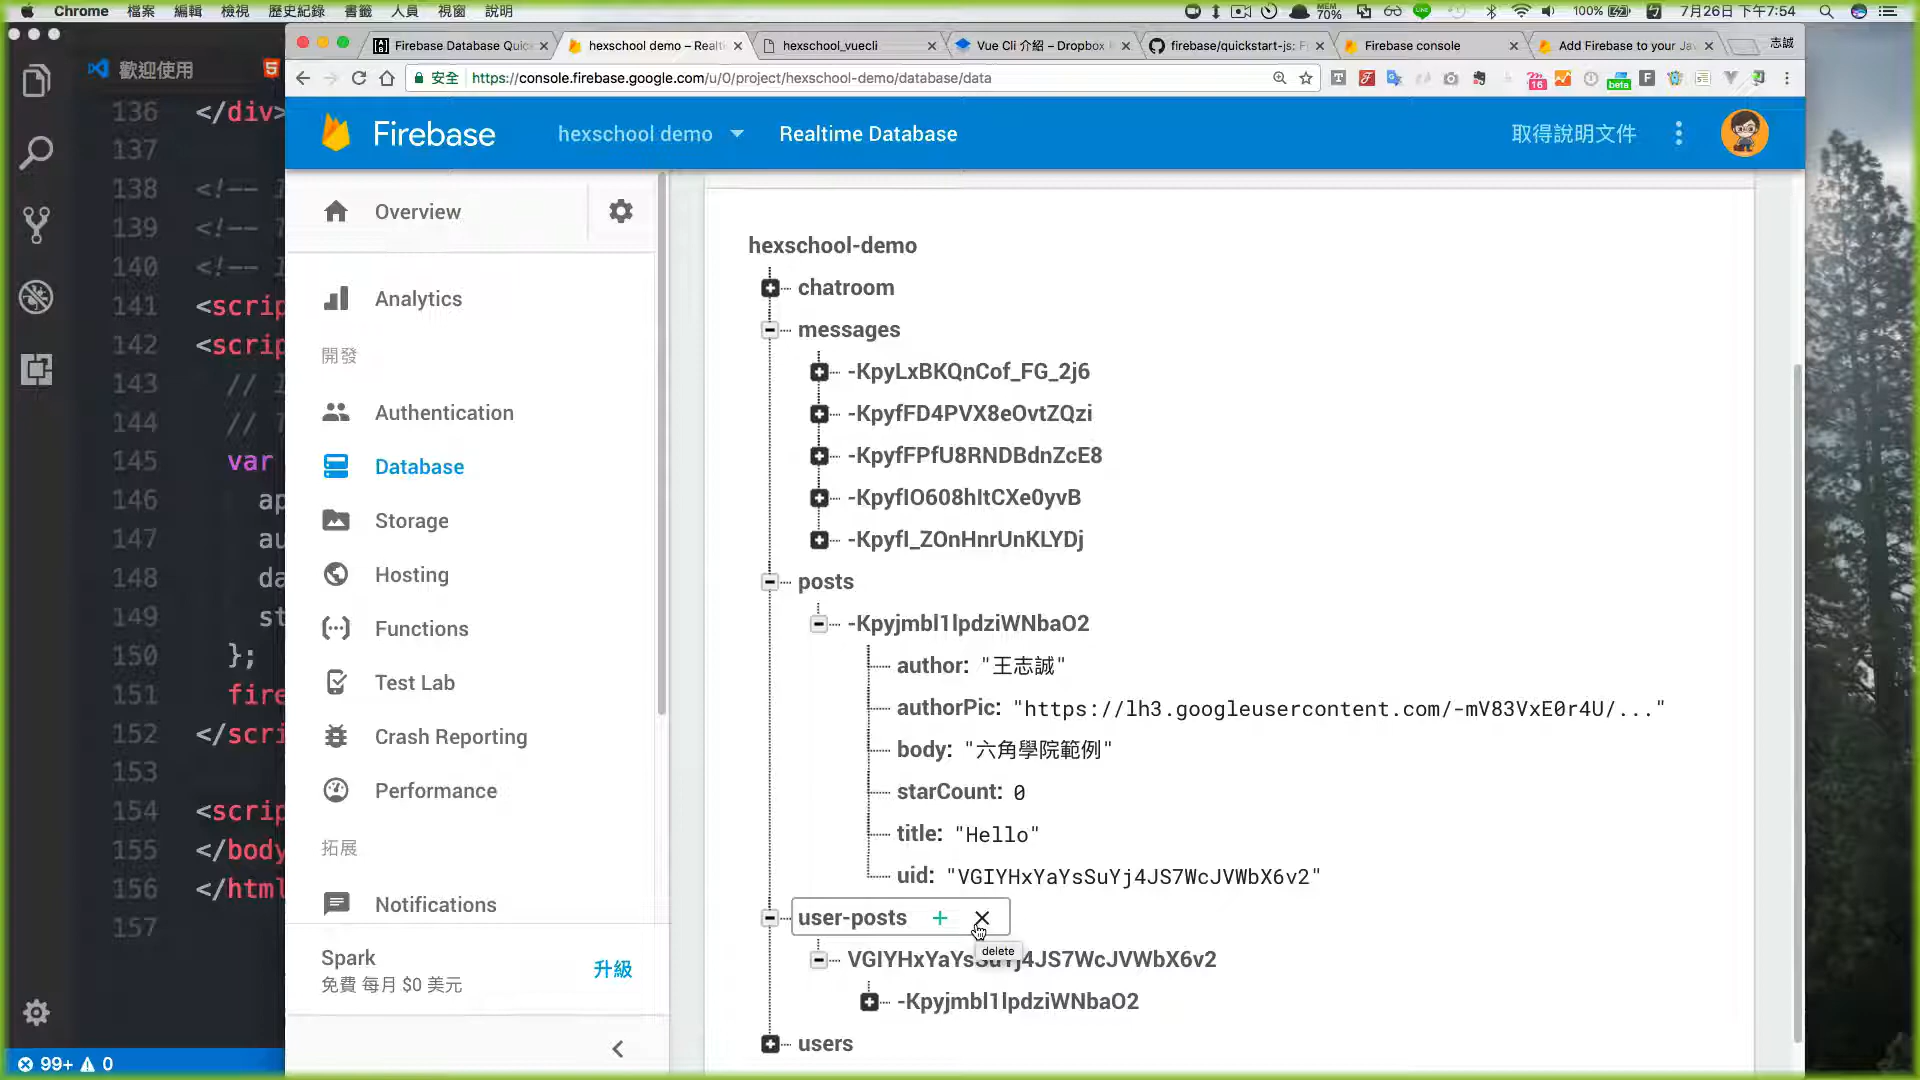 Chrome 檔案 編輯 檢視 歷史紀錄 書籤 人員 視窗 說明
MEM 70% 100% 7月26日 下午7:54
Firebase Database Quic
hexschool demo – Realt
hexschool_vuecli
Vue Cli 介紹 – Dropbox
firebase/quickstart-js: F
Firebase console
Add Firebase to your Ja
志誠
安全 https://console.firebase.google.com/u/0/project/hexschool-demo/database/data
歡迎使用
Firebase hexschool demo Realtime Database 取得說明文件
Overview
Analytics
開發
Authentication
Database
Storage
Hosting
Functions
Test Lab
Crash Reporting
Performance
拓展
Notifications
Spark
免費 每月 $0 美元
升級
hexschool-demo
chatroom
messages
-KpyLxBKQnCof_FG_2j6
-KpyfFD4PVX8eOvtZQzi
-KpyfFPfU8RNDBdnZcE8
-KpyfIO608hItCXe0yvB
-KpyfI_ZOnHnrUnKLYDj
posts
-Kpyjmbl1lpdziWNbaO2
author: "王志誠"
authorPic: "https://lh3.googleusercontent.com/-mV83VxE0r4U/..."
body: "六角學院範例"
starCount: 0
title: "Hello"
uid: "VGIYHxYaYsSuYj4JS7WcJVWbX6v2"
user-posts + ×
delete
VGIYHxYaYsSuYj4JS7WcJVWbX6v2
-Kpyjmbl1lpdziWNbaO2
users
136 </div>
137
138 <!--
139 <!--
140 <!--
141 <scrip
142 <scrip
143 //
144 //
145 var
146 ap
147 au
148 da
149 st
150 };
151 fire
152 </scri
153
154 <scrip
155 </body
156 </html
157
99+ 0